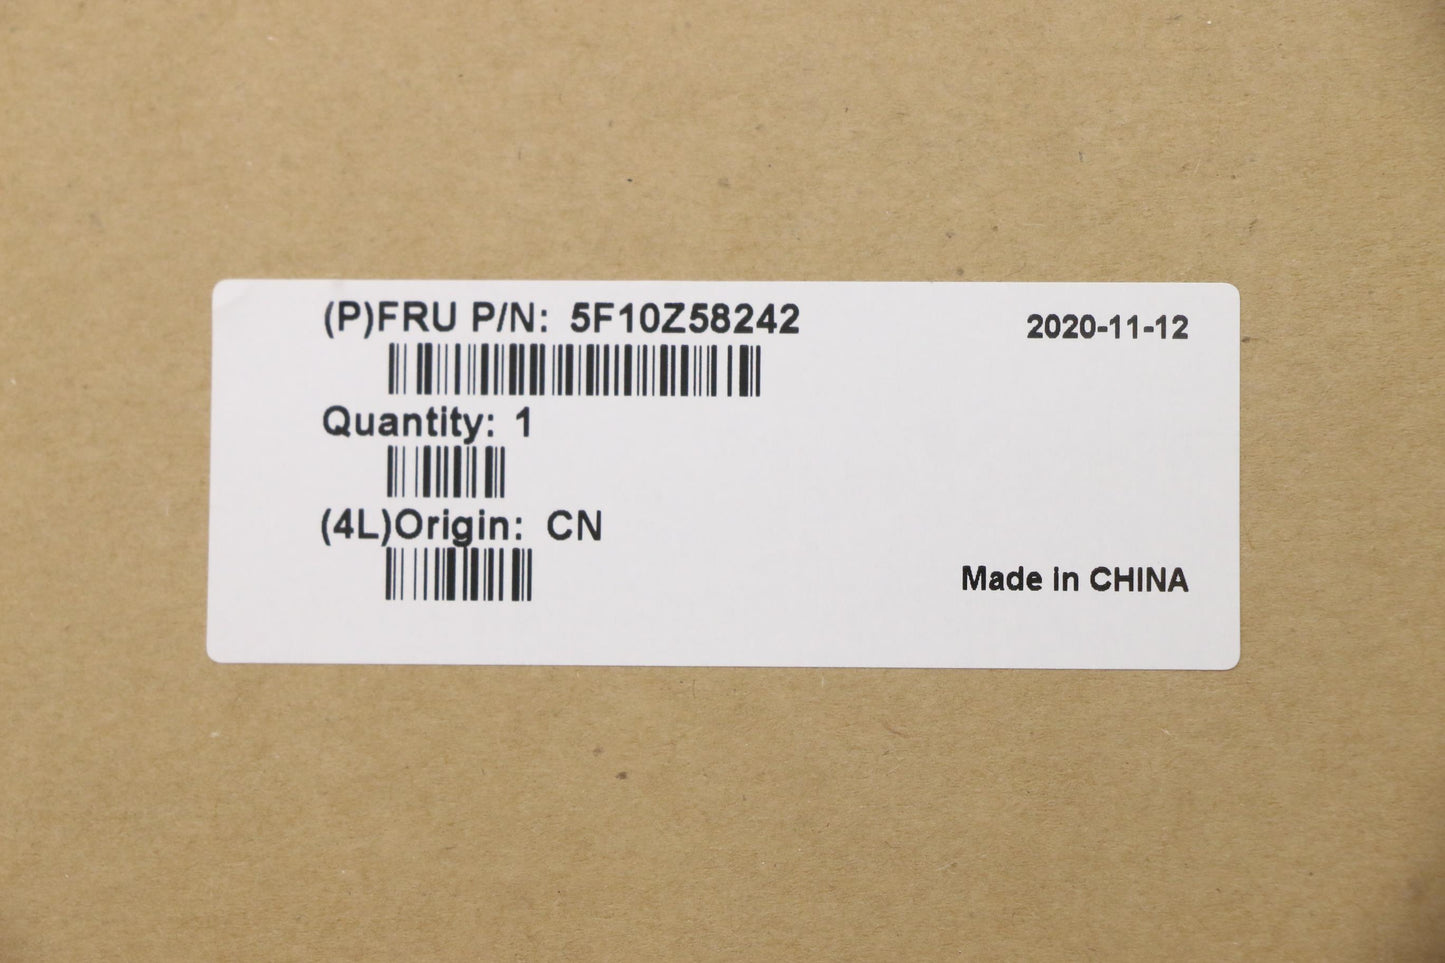 (P)FRU P/N: 5F10Z58242
2020-11-12
Quantity: 1
(4L)Origin: CN
Made in CHINA